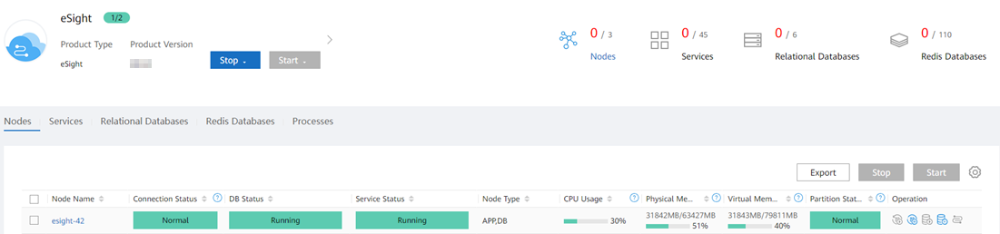 eSight 1/2
Product Type Product Version
eSight
Stop
Start
0 / 3
Nodes
0 / 45
Services
0 / 6
Relational Databases
0 / 110
Redis Databases
Nodes Services Relational Databases Redis Databases Processes
Export Stop Start
Node Name Connection Status ? DB Status Service Status Node Type CPU Usage ? Physical Me... ? Virtual Mem... ? Partition Stat... ? Operation
esight-42 Normal Running Running APP,DB 30% 31842MB/63427MB 51% 31843MB/79811MB 40% Normal